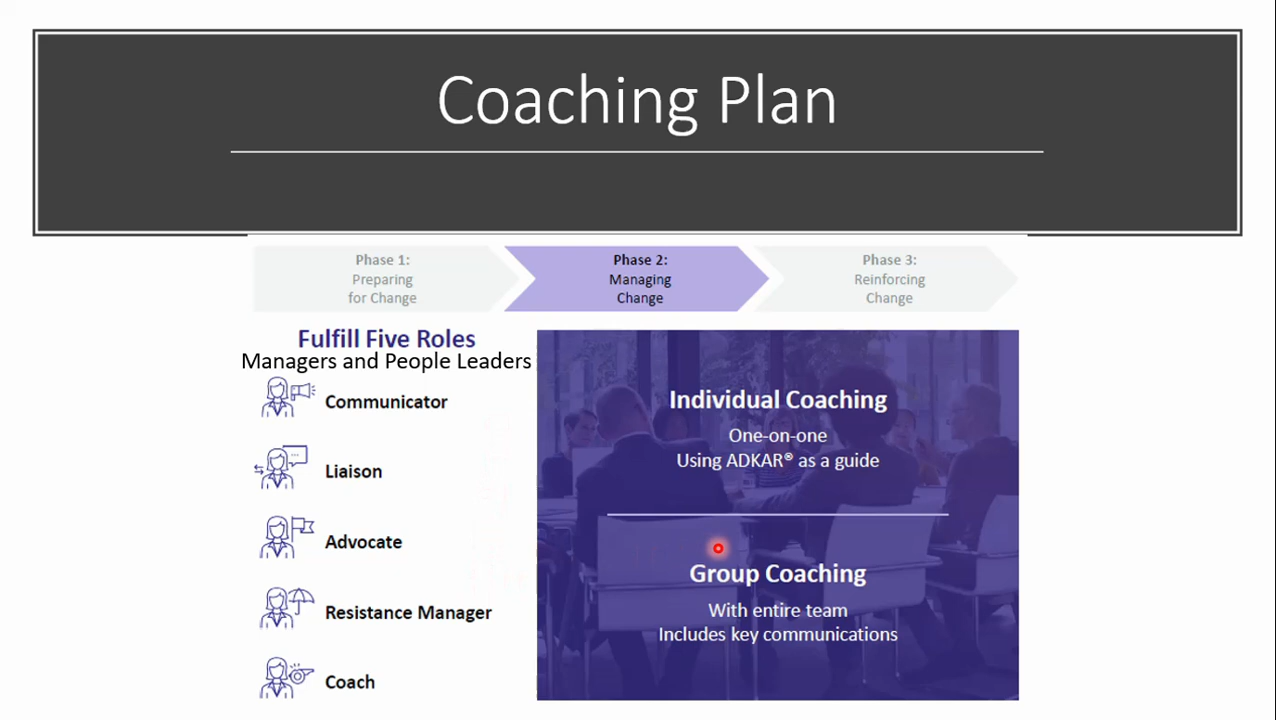 Coaching Plan
Phase 1:
Preparing
for Change
Phase 2:
Managing
Change
Phase 3:
Reinforcing
Change
Fulfill Five Roles
Managers and People Leaders
Communicator
Liaison
Advocate
Resistance Manager
Coach
Individual Coaching
One-on-one
Using ADKAR® as a guide
Group Coaching
With entire team
Includes key communications